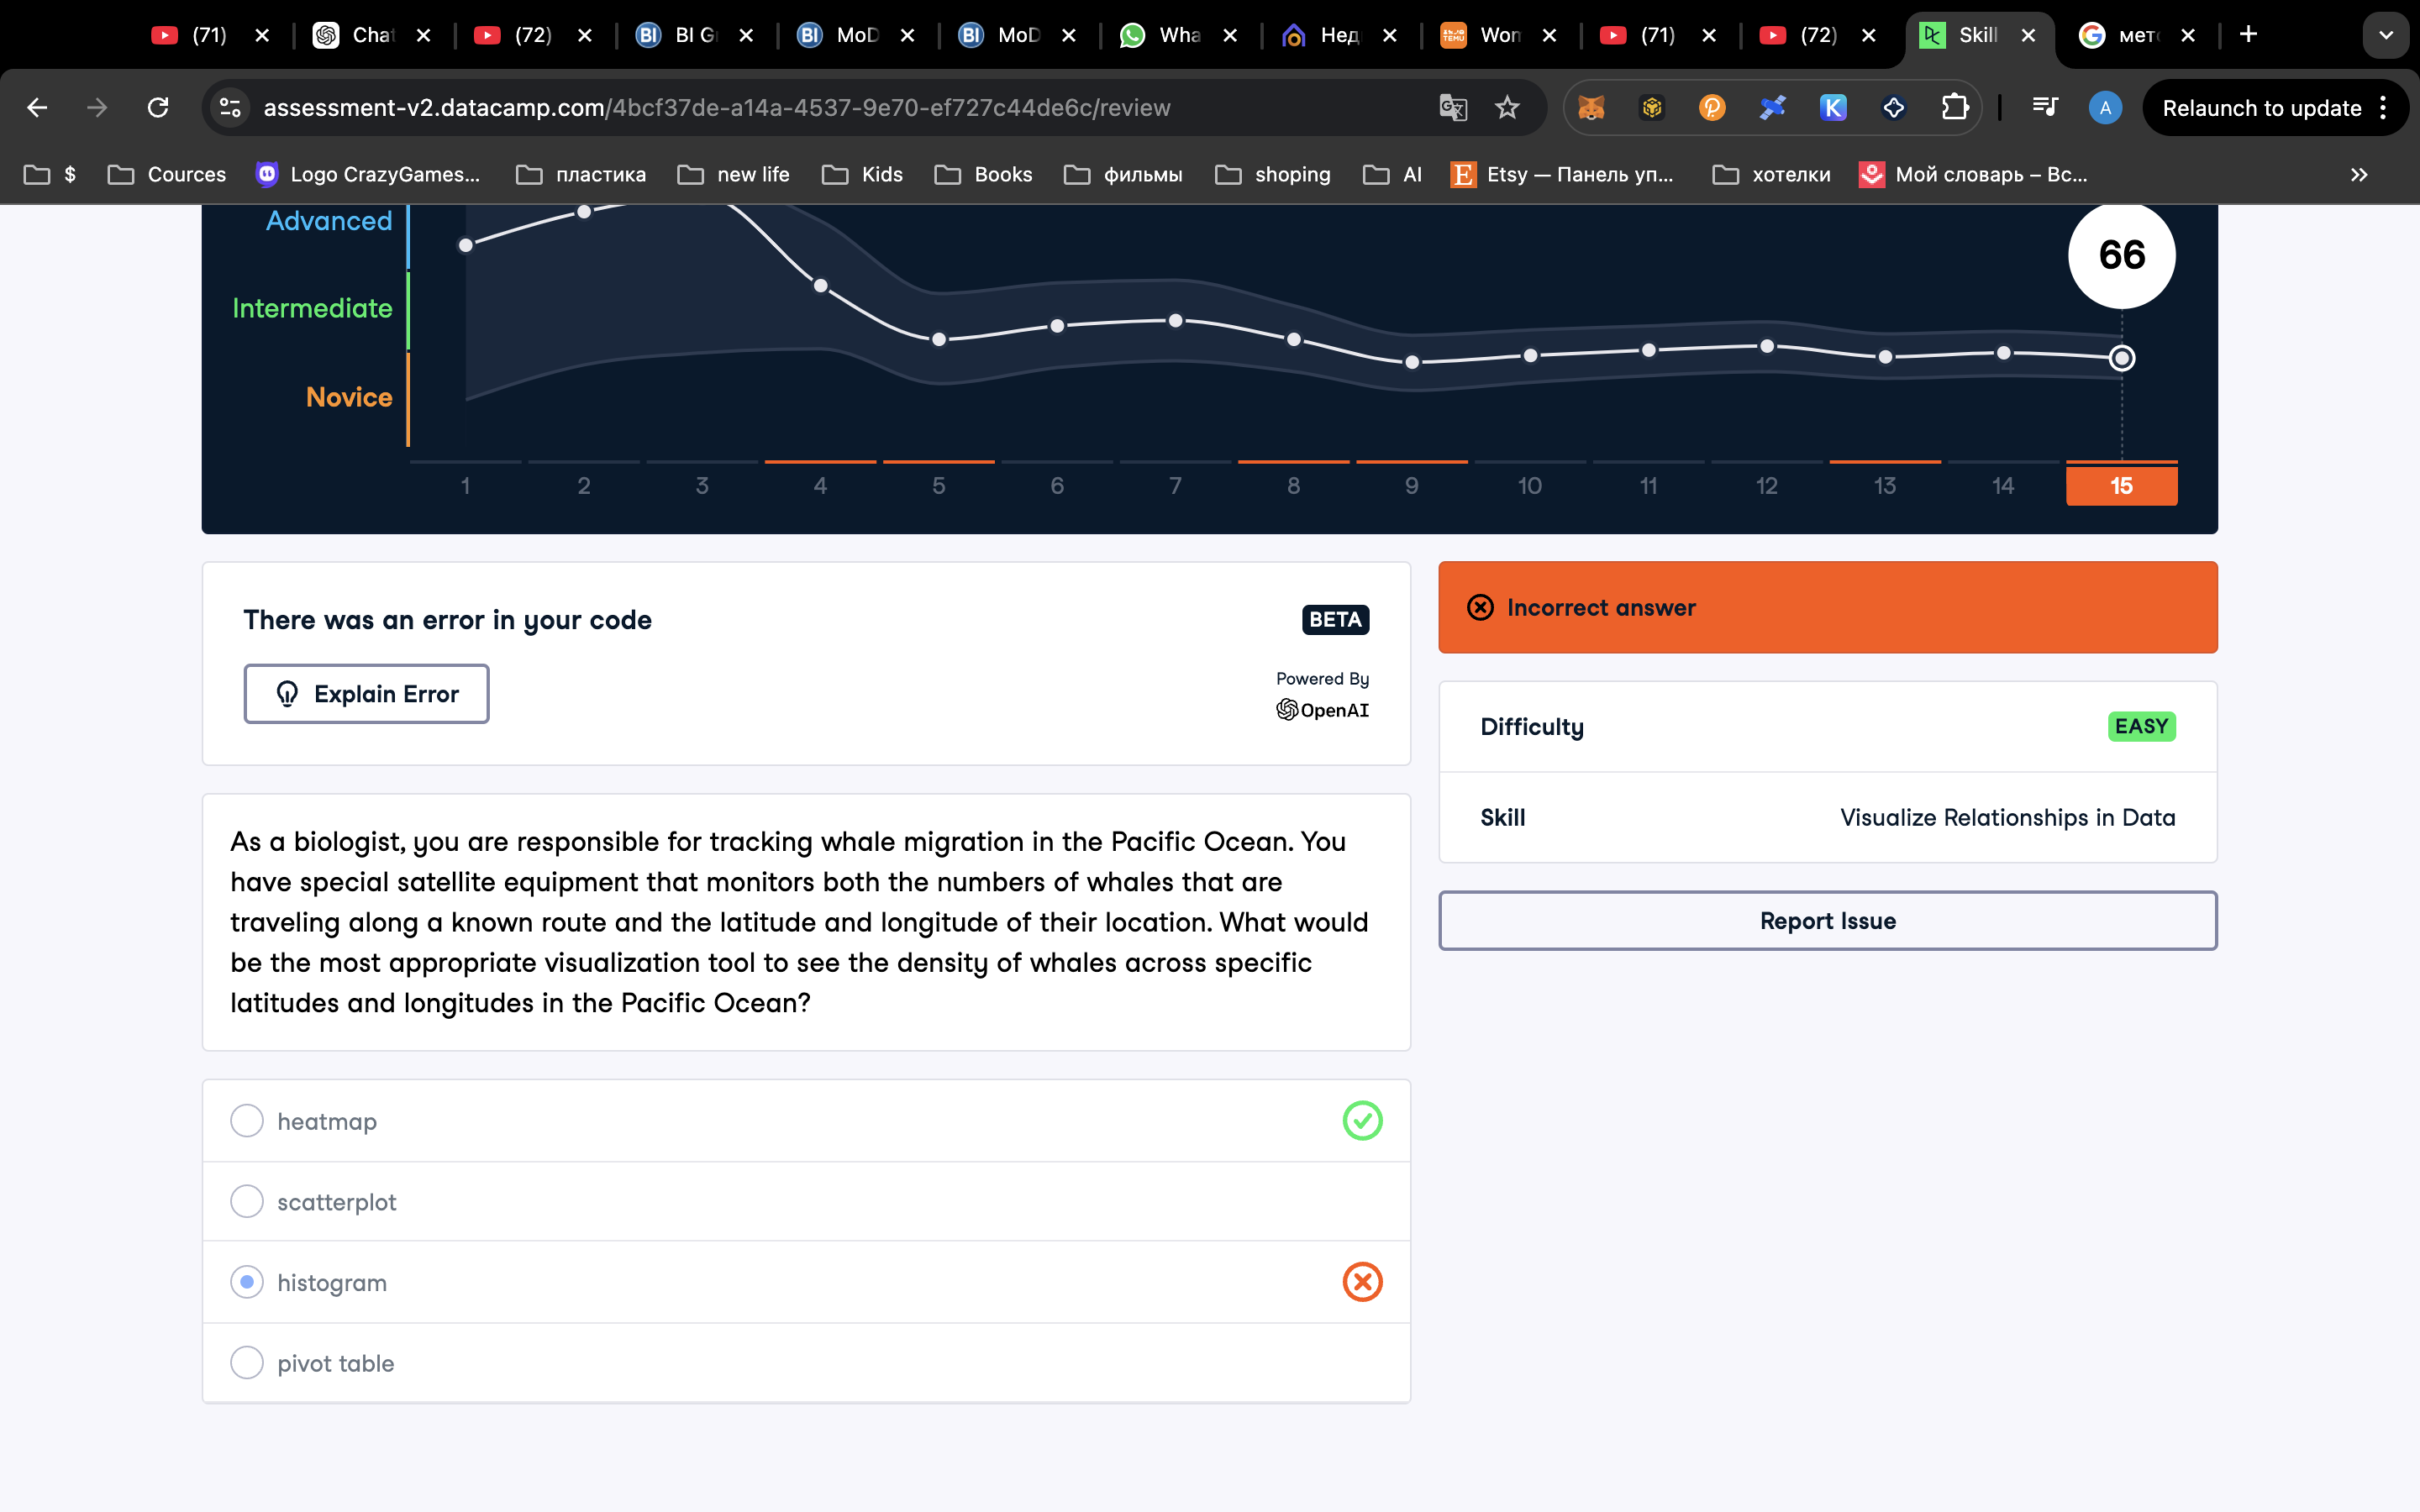 (71)
Chat
(72)
BI G
MoD
MoD
Wha
Нед
Wom
(71)
(72)
Skill
мет
assessment-v2.datacamp.com/4bcf37de-a14a-4537-9e70-ef727c44de6c/review
A
Relaunch to update
$
Cources
Logo CrazyGames...
пластика
new life
Kids
Books
фильмы
shoping
AI
Etsy — Панель уп...
хотелки
Мой словарь – Вс...
Advanced
66
Intermediate
Novice
1 2 3 4 5 6 7 8 9 10 11 12 13 14 15
There was an error in your code
BETA
Explain Error
Powered By
OpenAI
Incorrect answer
Difficulty
EASY
Skill
Visualize Relationships in Data
Report Issue
As a biologist, you are responsible for tracking whale migration in the Pacific Ocean. You
have special satellite equipment that monitors both the numbers of whales that are
traveling along a known route and the latitude and longitude of their location. What would
be the most appropriate visualization tool to see the density of whales across specific
latitudes and longitudes in the Pacific Ocean?
heatmap
scatterplot
histogram
pivot table